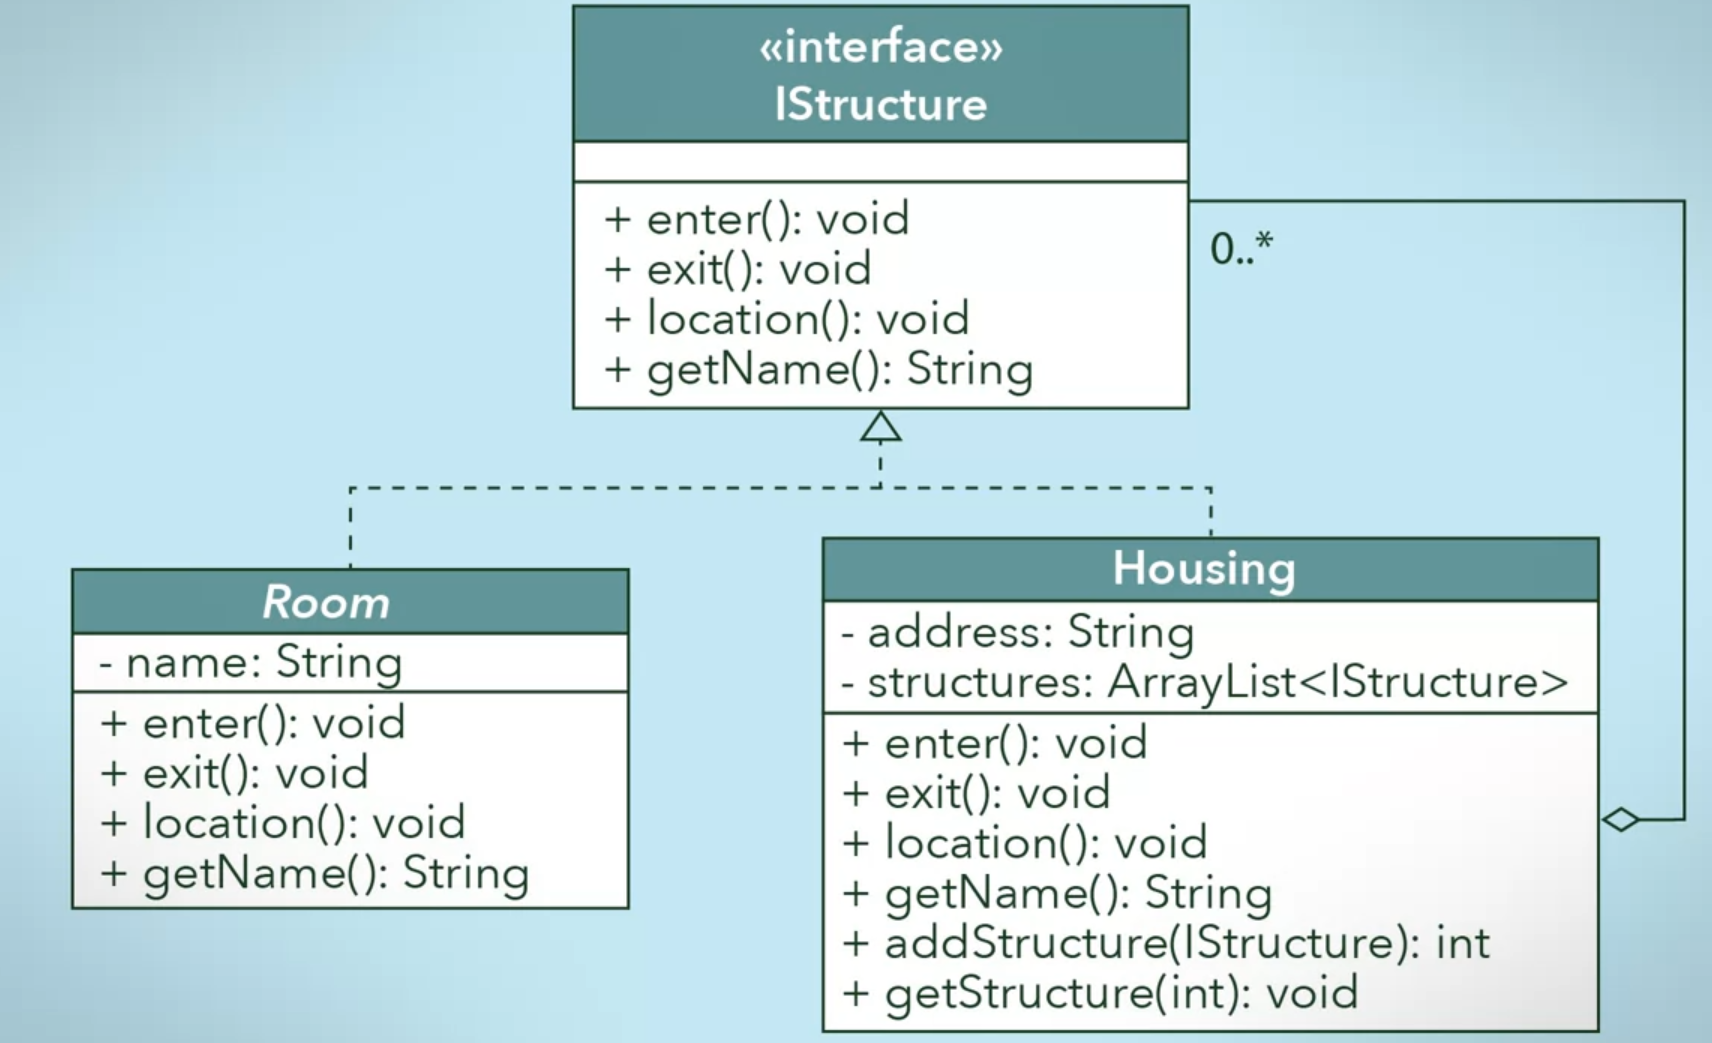 «interface»
IStructure
+ enter(): void
+ exit(): void
+ location(): void
+ getName(): String
0..*
Room
- name: String
+ enter(): void
+ exit(): void
+ location(): void
+ getName(): String
Housing
- address: String
- structures: ArrayList<IStructure>
+ enter(): void
+ exit(): void
+ location(): void
+ getName(): String
+ addStructure(IStructure): int
+ getStructure(int): void